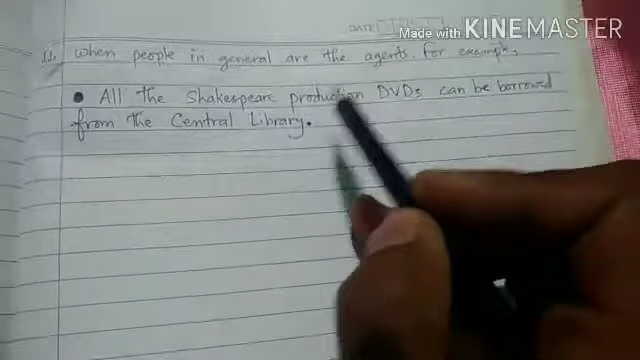 Made with KINEMASTER
DATE:
11. When people in general are the agents. For example,
• All the Shakespeare production DVDs can be borrowed
from the Central Library.